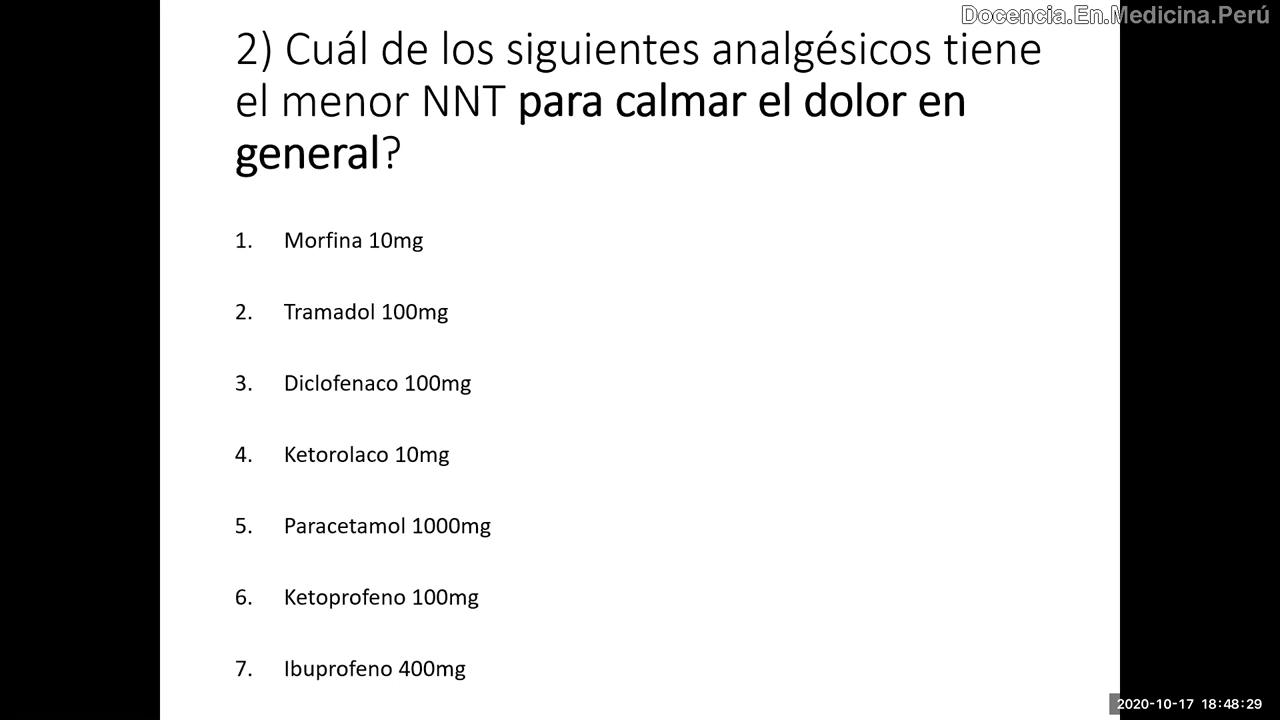 Docencia.En.Medicina.Perú
2) Cuál de los siguientes analgésicos tiene
el menor NNT para calmar el dolor en
general?
1. Morfina 10mg
2. Tramadol 100mg
3. Diclofenaco 100mg
4. Ketorolaco 10mg
5. Paracetamol 1000mg
6. Ketoprofeno 100mg
7. Ibuprofeno 400mg
2020-10-17 18:48:29